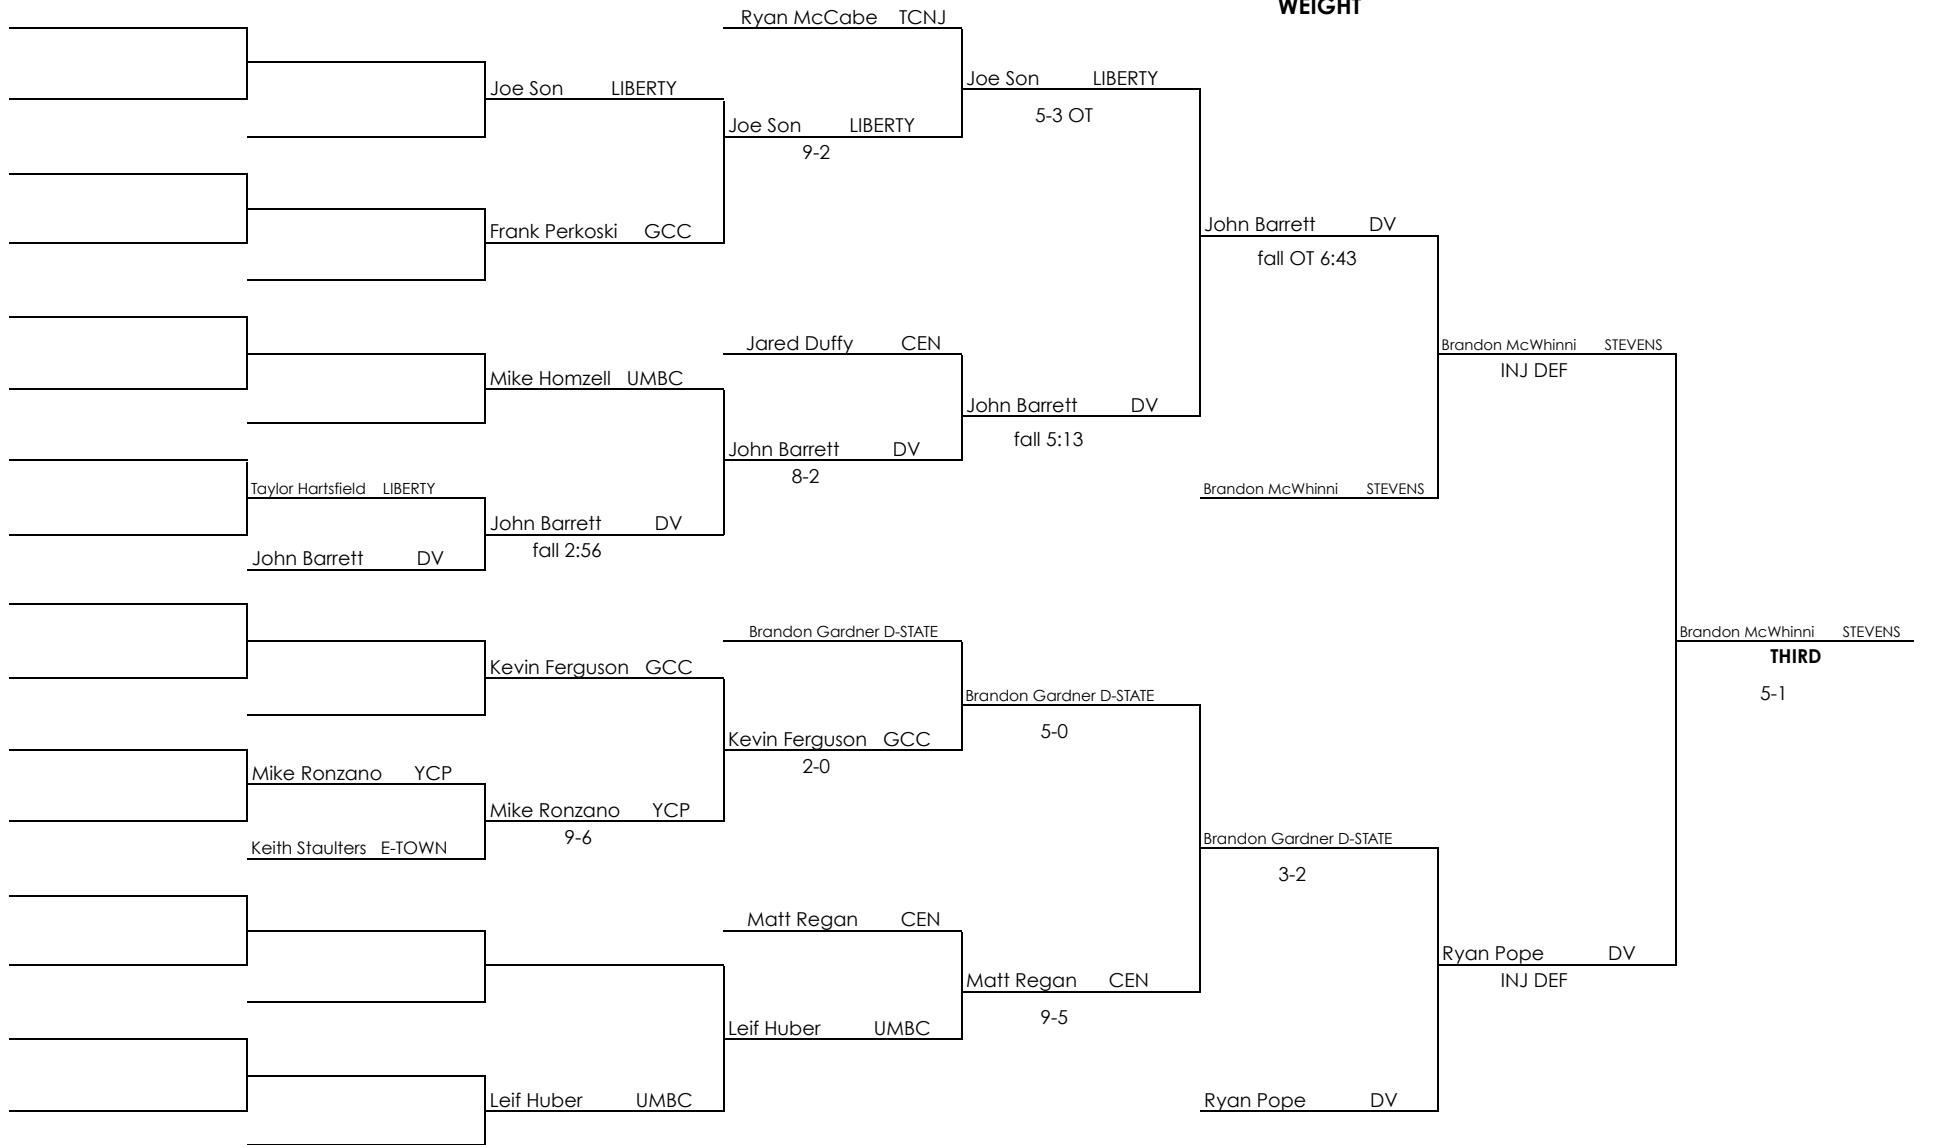 WEIGHT
Ryan McCabe TCNJ
Joe Son LIBERTY
Joe Son LIBERTY
5-3 OT
Joe Son LIBERTY
9-2
Frank Perkoski GCC
John Barrett DV
fall OT 6:43
Jared Duffy CEN
Brandon McWhinni STEVENS
INJ DEF
Mike Homzell UMBC
John Barrett DV
fall 5:13
John Barrett DV
8-2
Taylor Hartsfield LIBERTY
Brandon McWhinni STEVENS
John Barrett DV
fall 2:56
John Barrett DV
Brandon Gardner D-STATE
Brandon McWhinni STEVENS
THIRD
5-1
Kevin Ferguson GCC
Brandon Gardner D-STATE
5-0
Kevin Ferguson GCC
2-0
Mike Ronzano YCP
Mike Ronzano YCP
9-6
Keith Staulters E-TOWN
Brandon Gardner D-STATE
3-2
Matt Regan CEN
Ryan Pope DV
INJ DEF
Matt Regan CEN
9-5
Leif Huber UMBC
Leif Huber UMBC
Ryan Pope DV